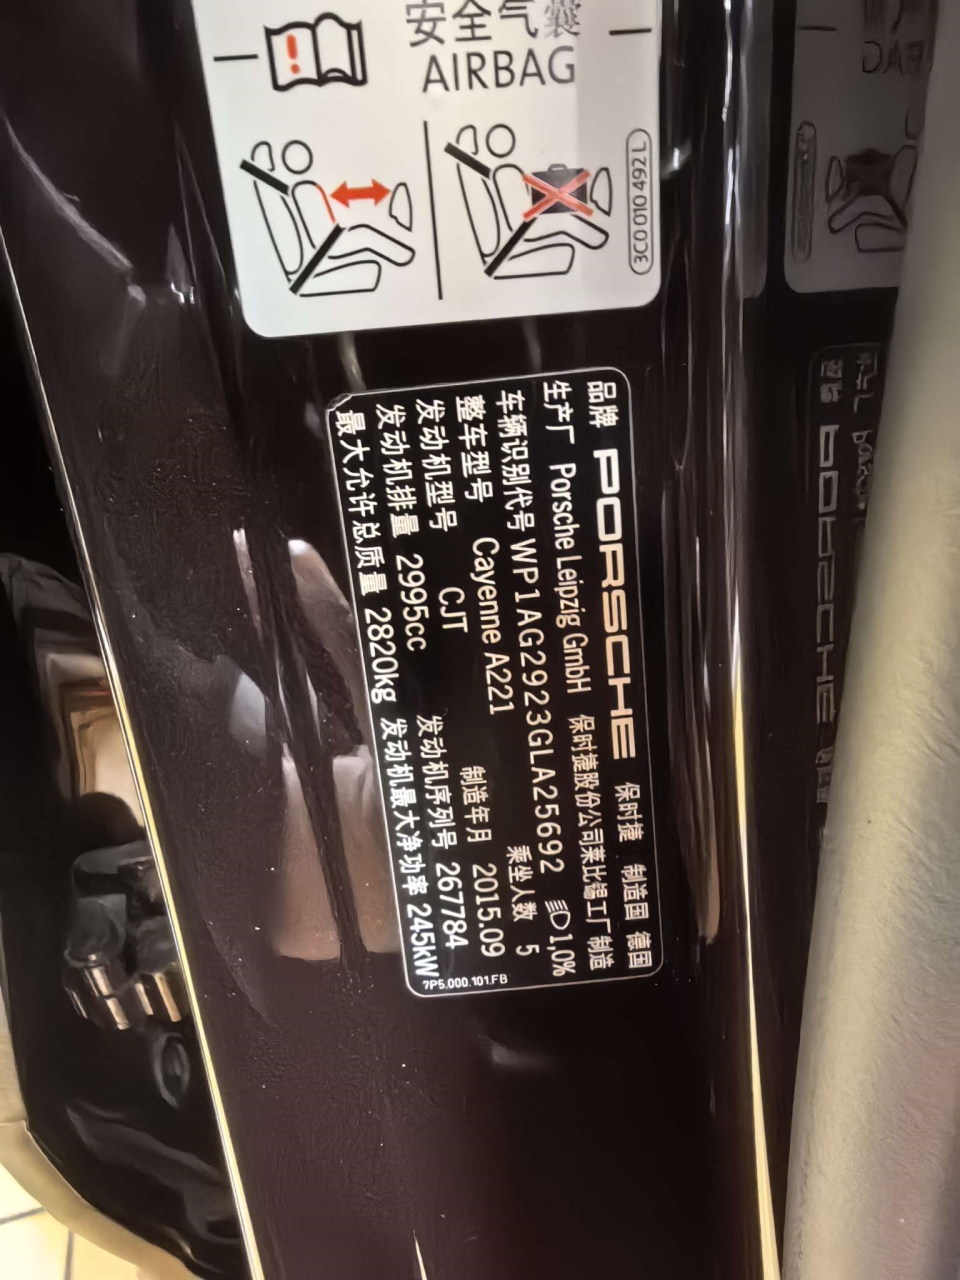 安全气囊
AIRBAG
3C0 010 492 L
品牌 PORSCHE 保时捷 制造国 德国
生产厂 Porsche Leipzig GmbH 保时捷股份公司莱比锡工厂制造
车辆识别代号 WP1AG2923GLA25692 1,0%
整车型号 Cayenne A221 乘坐人数 5
发动机型号 CJT 制造年月 2015.09
发动机排量 2995cc 发动机序列号 267784
最大允许总质量 2820kg 发动机最大净功率 245kW
7P5.000.101.FB